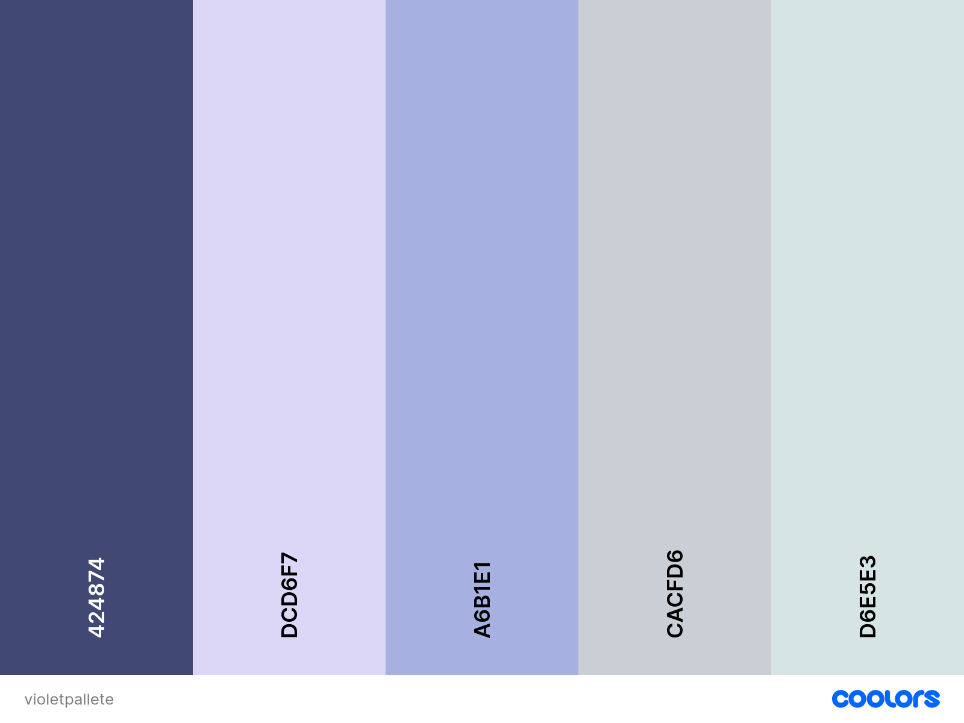 424874
DCD6F7
A6B1E1
CACFD6
D6E5E3
violetpallete
coolors